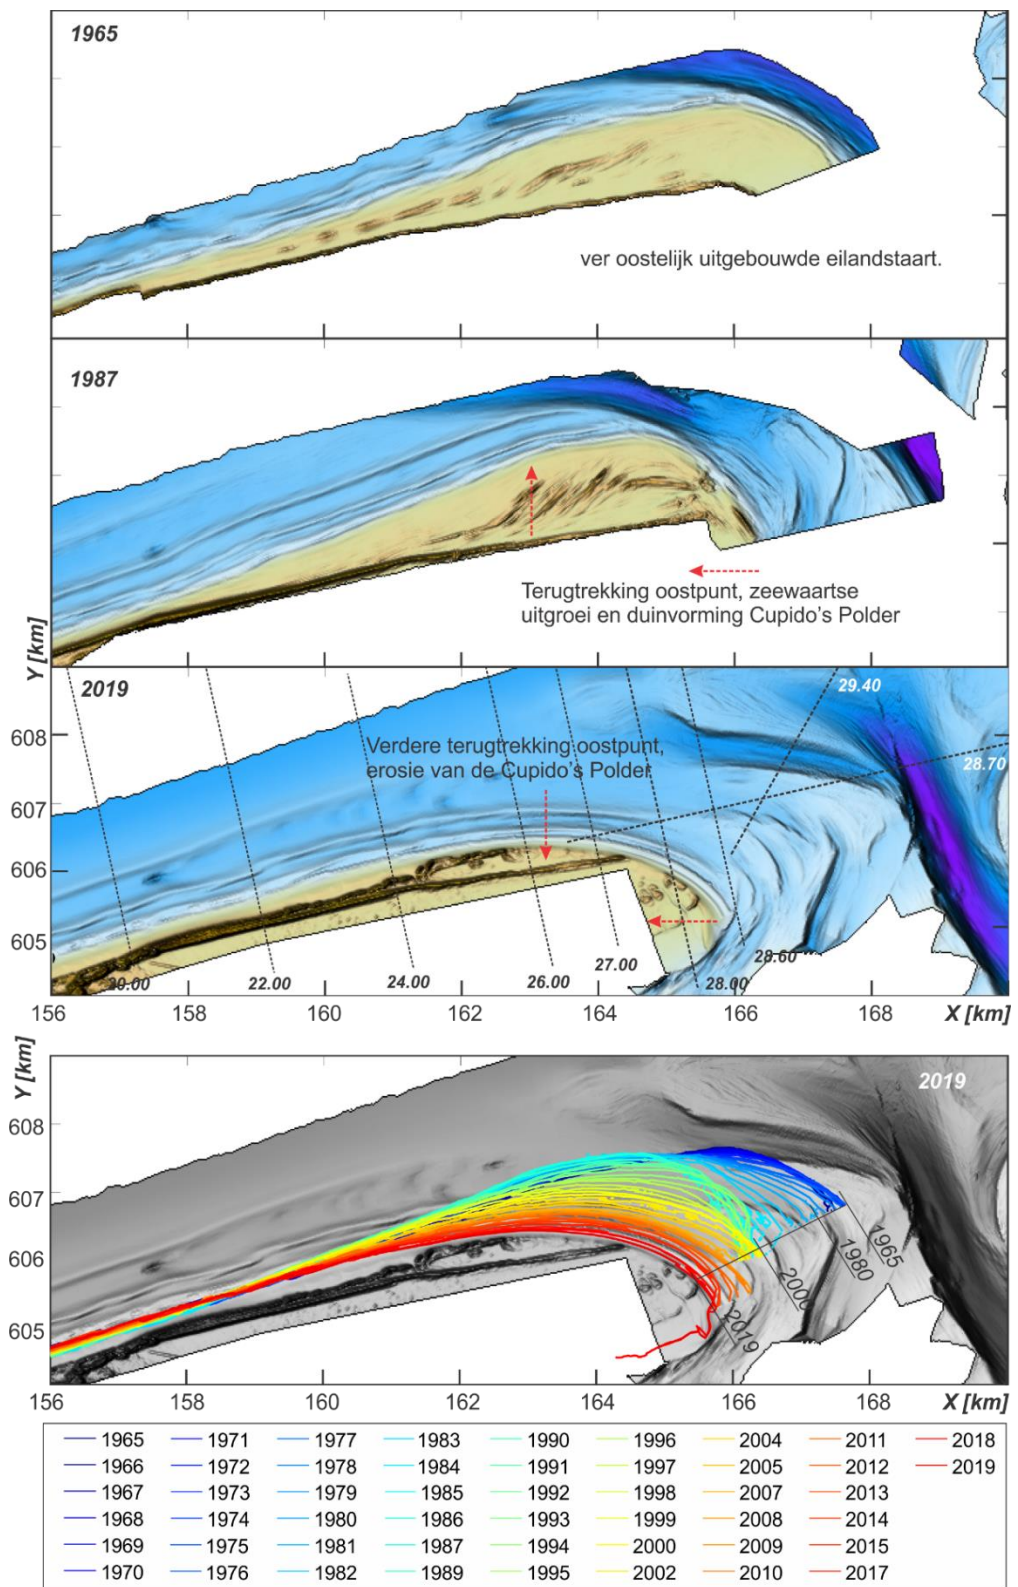 1965
ver oostelijk uitgebouwde eilandstaart.
1987
Terugtrekking oostpunt, zeewaartse
uitgroei en duinvorming Cupido's Polder
Y [km]
2019
29.40
608
Verdere terugtrekking oostpunt,
erosie van de Cupido's Polder
28.70
607
606
605
20.00
22.00
24.00
26.00
27.00
28.00
28.60
156 158 160 162 164 166 168 X [km]
Y [km]
2019
608
607
606
605
1965
1980
2000
2019
156 158 160 162 164 166 168 X [km]
1965 1971 1977 1983 1990 1996 2004 2011 2018
1966 1972 1978 1984 1991 1997 2005 2012 2019
1967 1973 1979 1985 1992 1998 2007 2013
1968 1974 1980 1986 1993 1999 2008 2014
1969 1975 1981 1987 1994 2000 2009 2015
1970 1976 1982 1989 1995 2002 2010 2017